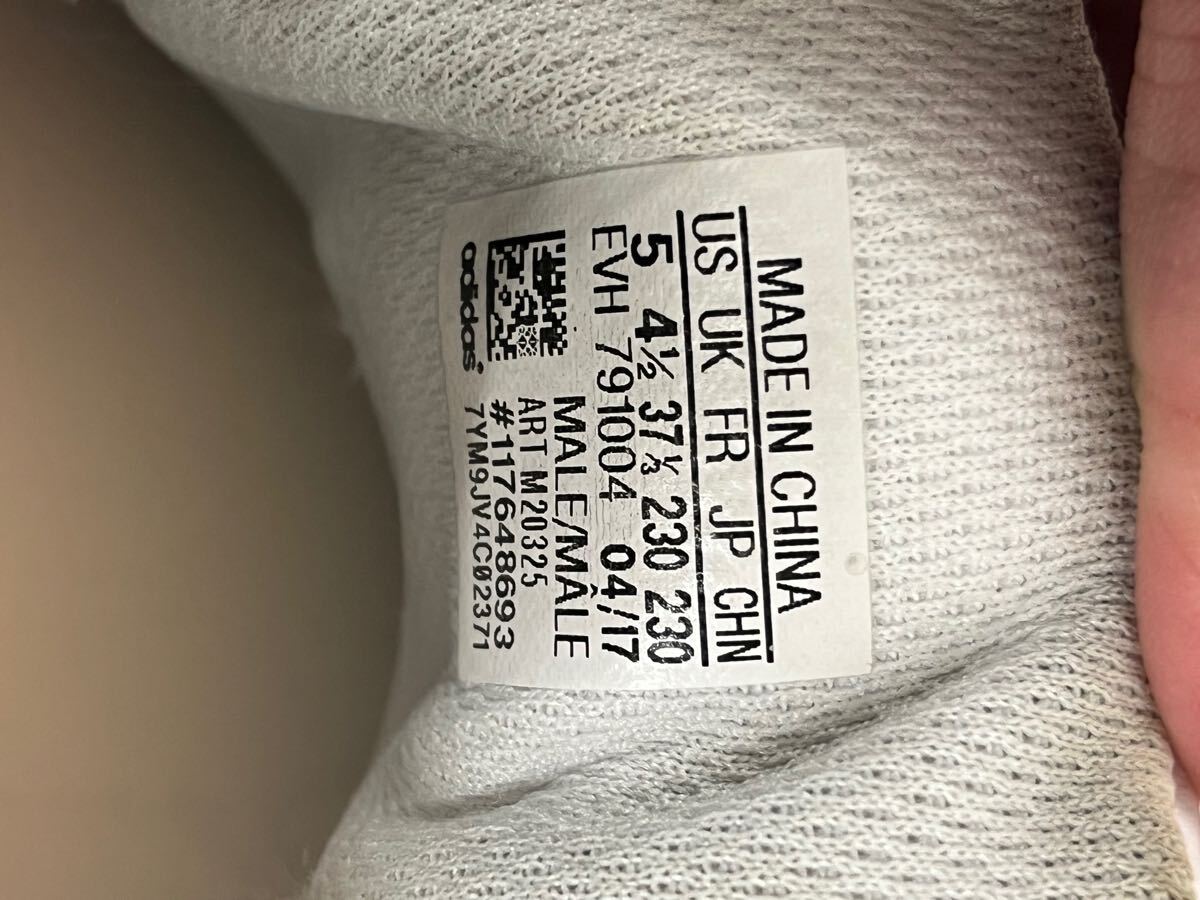 MADE IN CHINA
US UK FR JP CHN
5 4½ 37⅓ 230 230
EVH 791004 04/17
MALE/MÂLE
ART M20325
#1176486933
7YM9JV4C02371
adidas